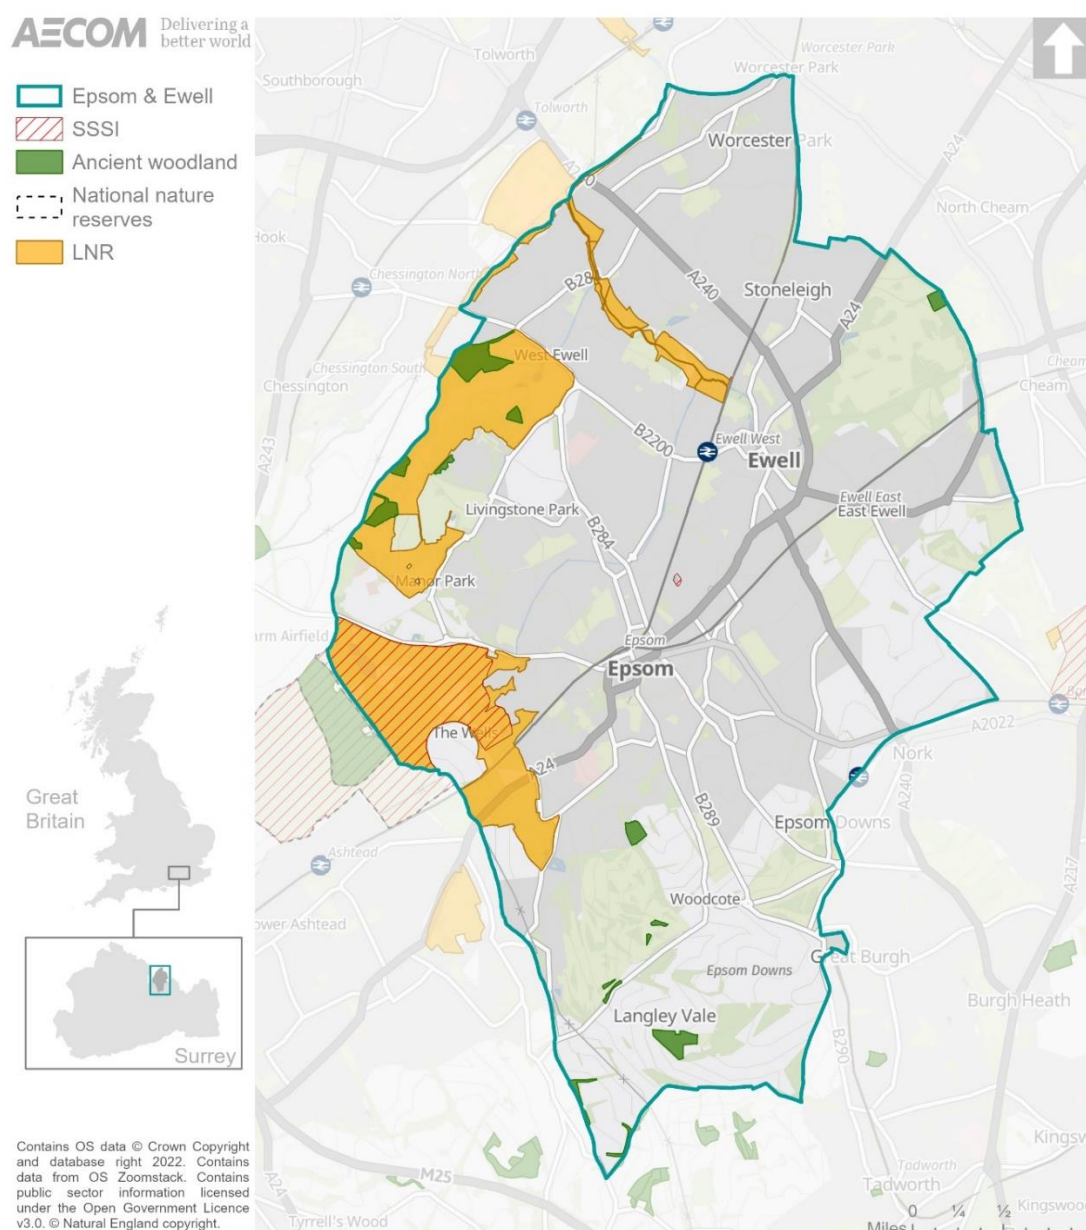 AECOM
Delivering a
better world
Epsom & Ewell
SSSI
Ancient woodland
National nature
reserves
LNR
Tolworth
Worcester Park
Worcester Park
Southborough
Tolworth
Worcester Park
A24
North Cheam
Hook
Chessington North
A240
Stoneleigh
A24
West Ewell
Chessington South
Chessington
Cheam
A243
B2200
Ewell West
Ewell
Ewell East
East Ewell
Livingstone Park
B284
Manor Park
Epsom
Epsom
A2022
The Wells
Nork
A24
A240
B289
Epsom Downs
Ashtead
A217
Woodcote
Great Burgh
Epsom Downs
Burgh Heath
Langley Vale
B290
M25
A24
Tadworth
Tadworth
Kingswood
Tyrrell's Wood
0 ¼ ½
Miles
Great
Britain
Surrey
Contains OS data © Crown Copyright
and database right 2022. Contains
data from OS Zoomstack. Contains
public sector information licensed
under the Open Government Licence
v3.0. © Natural England copyright.